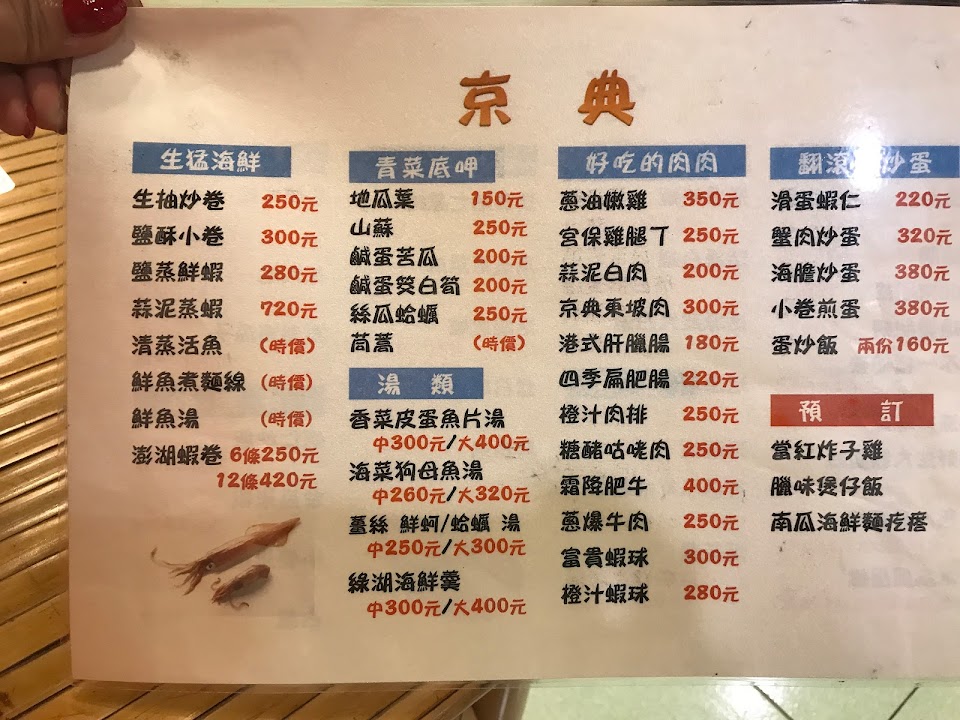 京典
生猛海鮮
生抽炒卷 250元
鹽酥小卷 300元
鹽蒸鮮蝦 280元
蒜泥蒸蝦 720元
清蒸活魚 (時價)
鮮魚煮麵線 (時價)
鮮魚湯 (時價)
澎湖蝦卷 6條250元
12條420元
青菜底呷
地瓜葉 150元
山蘇 250元
鹹蛋苦瓜 200元
鹹蛋筊白筍 200元
絲瓜蛤蠣 250元
茼蒿 (時價)
湯類
香菜皮蛋魚片湯
中300元/大400元
海菜狗母魚湯
中260元/大320元
薑絲 鮮蚵/蛤蠣 湯
中250元/大300元
綠湖海鮮羹
中300元/大400元
好吃的肉肉
蔥油嫩雞 350元
宮保雞腿丁 250元
蒜泥白肉 200元
京典東坡肉 300元
港式肝臘腸 180元
四季扁肥腸 220元
橙汁肉排 250元
糖醋咕咾肉 250元
霜降肥牛 400元
蔥爆牛肉 250元
富貴蝦球 300元
橙汁蝦球 280元
翻滾 炒蛋
滑蛋蝦仁 220元
蟹肉炒蛋 320元
海膽炒蛋 380元
小卷煎蛋 380元
蛋炒飯 兩份160元
預訂
當紅炸子雞
臘味煲仔飯
南瓜海鮮麵疙瘩